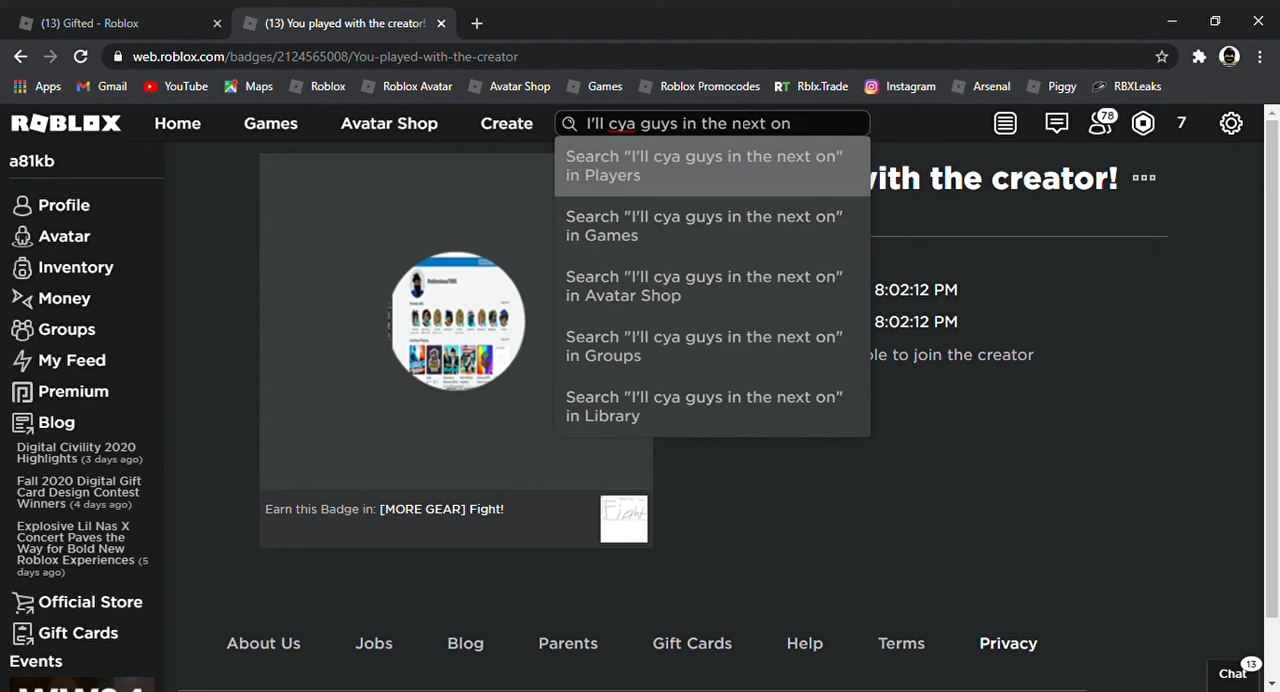 (13) Gifted - Roblox
(13) You played with the creator!
web.roblox.com/badges/2124565008/You-played-with-the-creator
Apps Gmail YouTube Maps Roblox Roblox Avatar Avatar Shop Games Roblox Promocodes RT Rblx.Trade Instagram Arsenal Piggy RBXLeaks
ROBLOX Home Games Avatar Shop Create I'll cya guys in the next on 78 7
a81kb
Profile
Avatar
Inventory
Money
Groups
My Feed
Premium
Blog
Digital Civility 2020
Highlights (3 days ago)
Fall 2020 Digital Gift
Card Design Contest
Winners (4 days ago)
Explosive Lil Nas X
Concert Paves the
Way for Bold New
Roblox Experiences (5
days ago)
Official Store
Gift Cards
Events
Search "I'll cya guys in the next on"
in Players
Search "I'll cya guys in the next on"
in Games
Search "I'll cya guys in the next on"
in Avatar Shop
Search "I'll cya guys in the next on"
in Groups
Search "I'll cya guys in the next on"
in Library
with the creator!
8:02:12 PM
8:02:12 PM
to join the creator
Earn this Badge in: [MORE GEAR] Fight!
Fight
About Us Jobs Blog Parents Gift Cards Help Terms Privacy
Chat 13